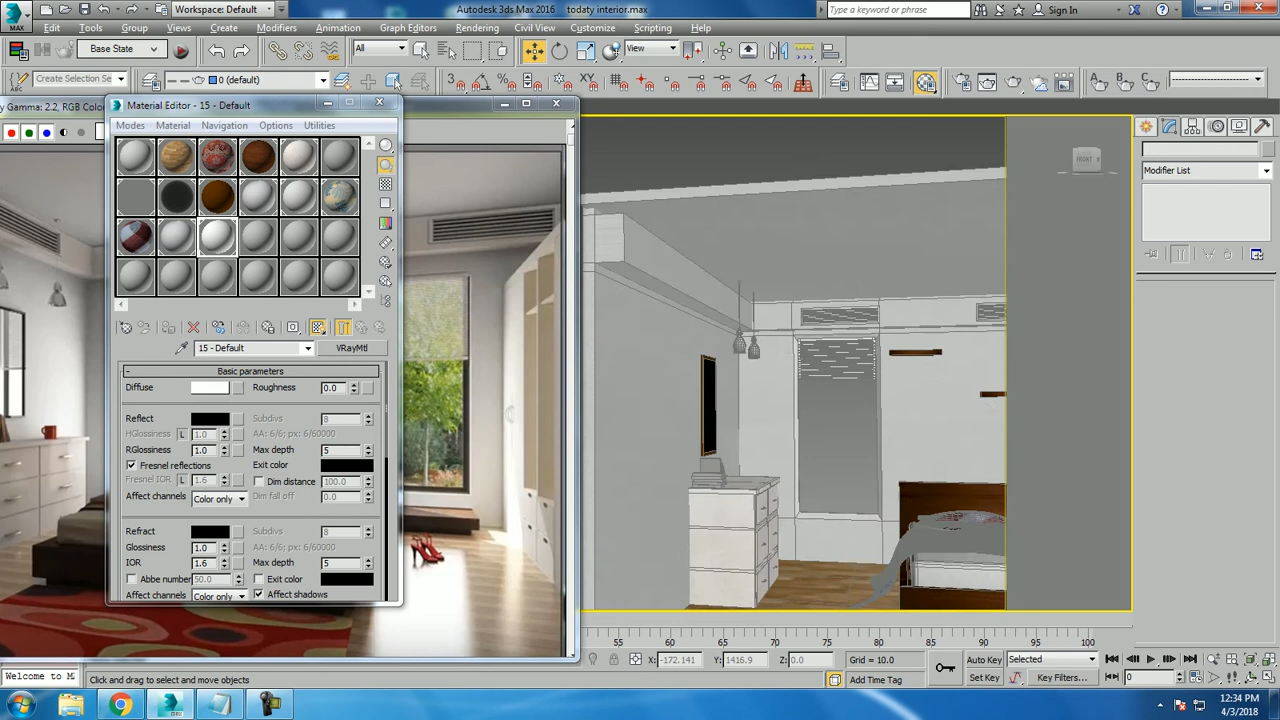 Workspace: Default
Autodesk 3ds Max 2016 todaty interior.max
Type a keyword or phrase
Sign In
MAX
Edit Tools Group Views Create Modifiers Animation Graph Editors Rendering Civil View Customize Scripting Help
Base State
All
View
Create Selection Se
0 (default)
y Gamma: 2.2, RGB Colo
Material Editor - 15 - Default
Modes Material Navigation Options Utilities
FRONT
Modifier List
15 - Default
VRayMtl
Basic parameters
Diffuse
Roughness 0.0
Reflect
Subdivs 8
HGlossiness L 1.0
AA: 6/6; px: 6/60000
RGlossiness 1.0
Max depth 5
Fresnel reflections
Exit color
Fresnel IOR L 1.6
Dim distance 100.0
Affect channels Color only
Dim fall off 0.0
Refract
Subdivs 8
Glossiness 1.0
AA: 6/6; px: 6/60000
IOR 1.6
Max depth 5
Abbe number 50.0
Exit color
Affect channels Color only
Affect shadows
55 60 65 70 75 80 85 90 95 100
X: -172.141 Y: 1416.9 Z: 0.0 Grid = 10.0
Auto Key Selected
Set Key Key Filters... 0
Welcome to M
Click and drag to select and move objects
Add Time Tag
12:34 PM
4/3/2018